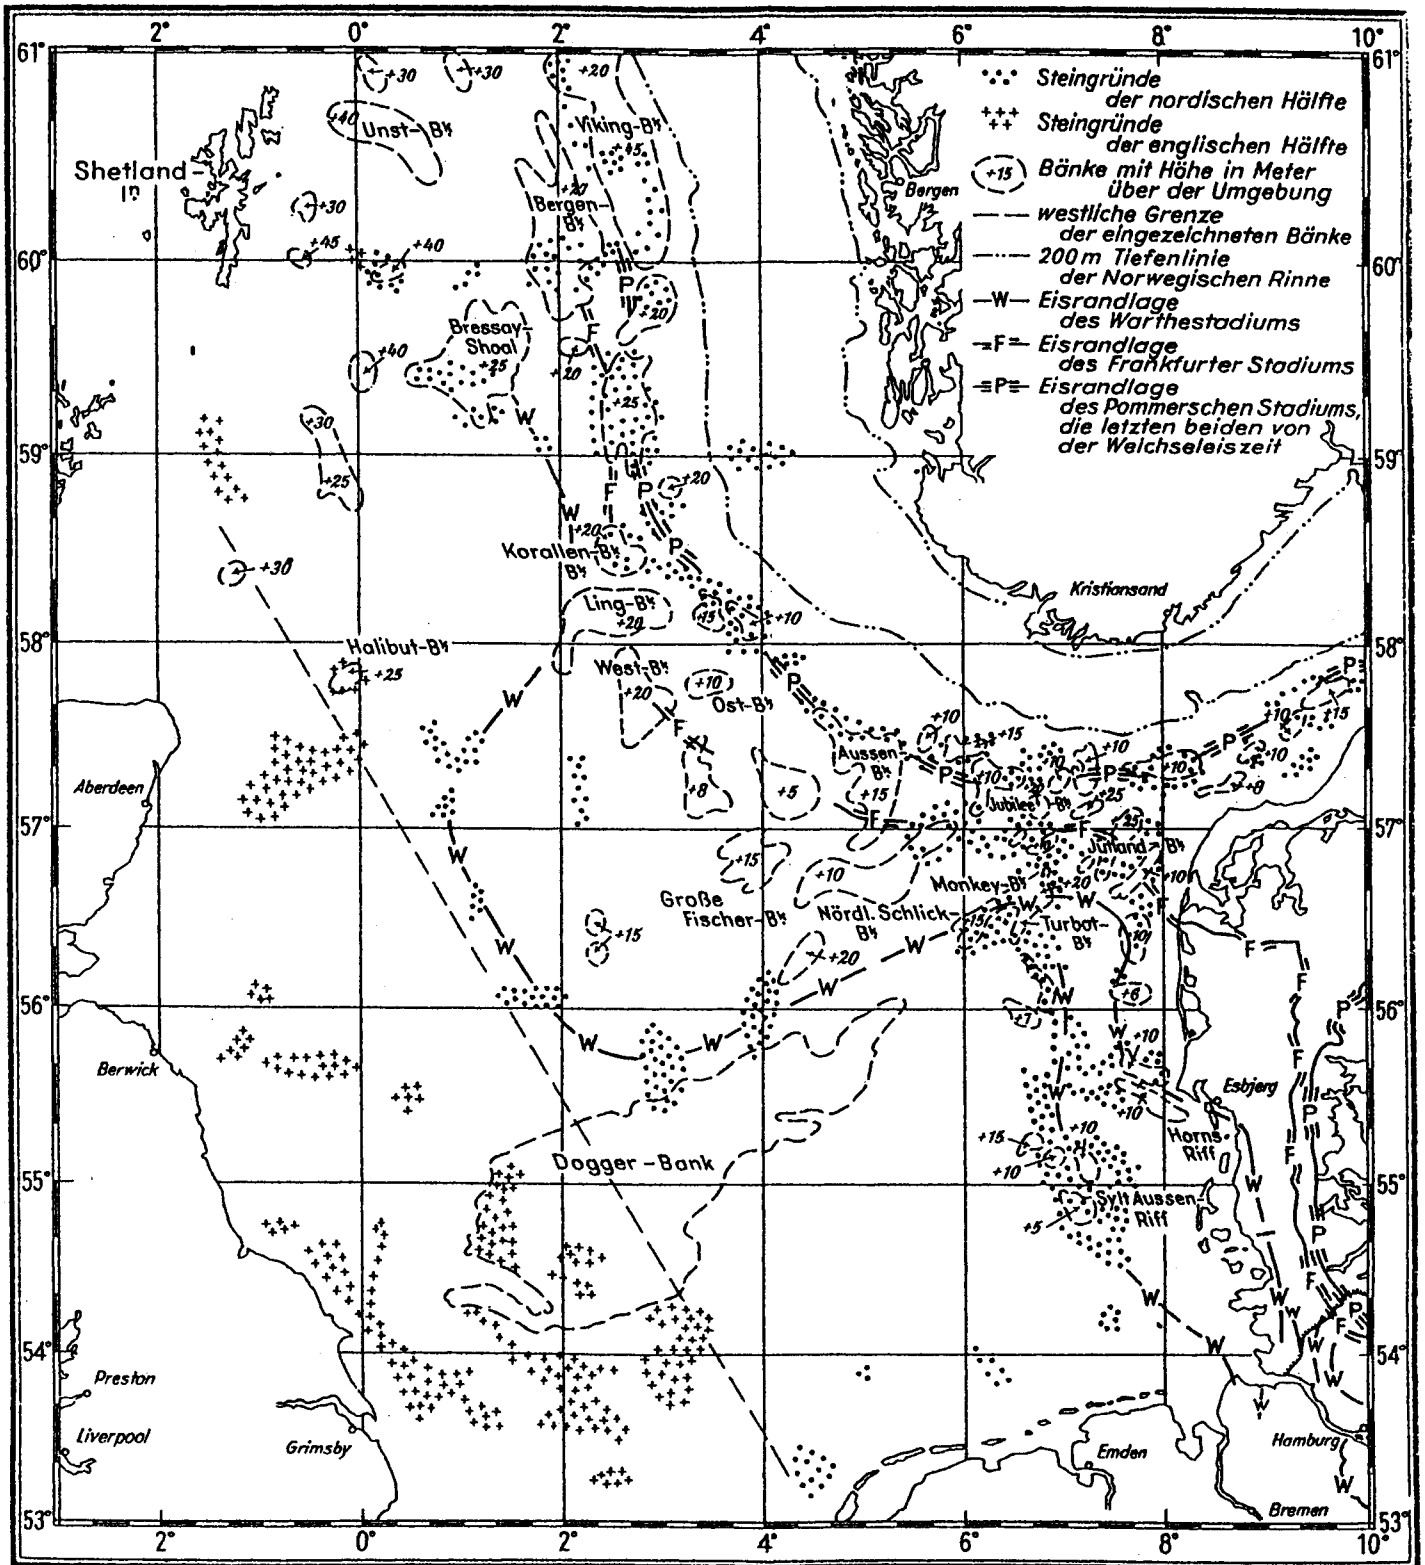 2° 0° 2° 4° 6° 8° 10°
61° 61°
Steingründe
der nordischen Hälfte
Steingründe
der englischen Hälfte
+15 Bänke mit Höhe in Meter
über der Umgebung
westliche Grenze
der eingezeichneten Bänke
200 m Tiefenlinie
der Norwegischen Rinne
W Eisrandlage
des Warthestadiums
F Eisrandlage
des Frankfurter Stadiums
P Eisrandlage
des Pommerschen Stadiums,
die letzten beiden von
der Weichseleiszeit
+30 +30 +20
+40 Unst-Bk
Viking-Bk
+45
Shetland-
In
Bergen
+30
+20
Bergen-
Bk
+45 +40
60° 60°
P
+20
Bressay-
Shoal
+25
F
+40
+20
+25
W
+30
59° 59°
+25
F P +20
W
+20
P
Korallen-Bk
Bk
+30
Kristiansand
Ling-Bk
+20
+15 +10
58° 58°
Halibut-Bk
+25
West-Bk
+20
+10
Ost-Bk
P
P
W
F
+10
+15
+10
+15
Aussen-
Bk
P
+10
+10
+10
P
P
F
+10
+10
+8
Aberdeen
+8
+5
+15
Jubilee-Bk
+25
57° 57°
F
F
+25
Jütland-Bk
W
+15
+10
Monkey-Bk
+20
+10
Große
Fischer-Bk
Nördl. Schlick-
Bk
+15
W
W
F
Turbot-
Bk
+15
W
W
+20
W
F
F
56° 56°
W
+7
+6
P
W
W
W
+10
Berwick
F
W
P
Esbjerg
+10
Horns-
Riff
+15
+10
+10
F
Dogger-Bank
55° 55°
W
Sylt Aussen-
Riff
+5
P
F
W
W
W
P
F
54° 54°
W
W
W
Preston
W
Liverpool
Grimsby
Emden
Hamburg
W
Bremen
53° 53°
2° 0° 2° 4° 6° 8° 10°